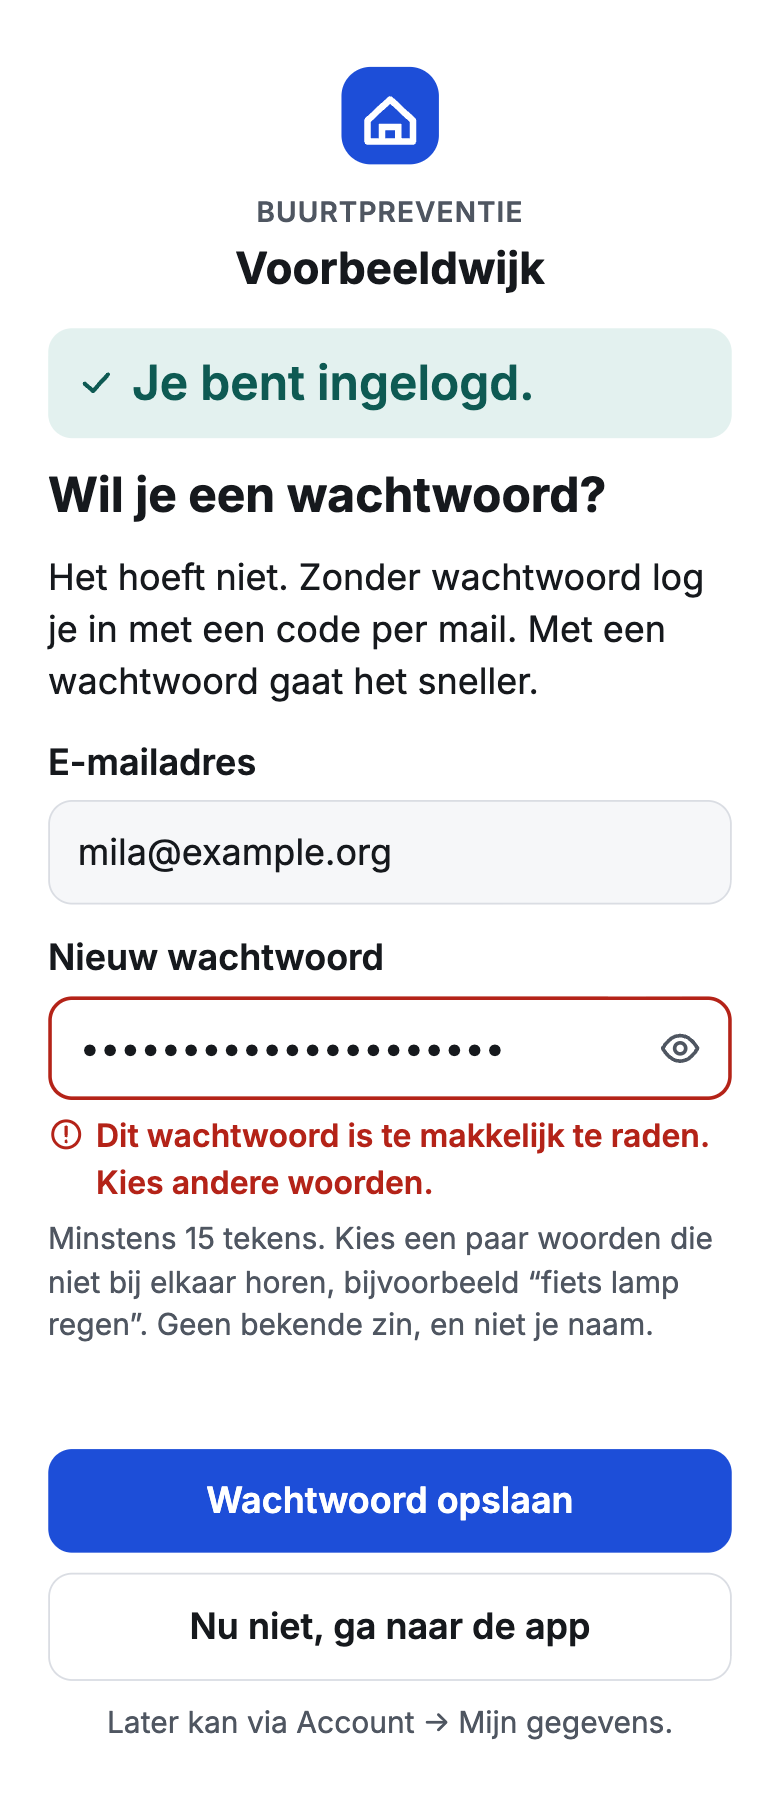 BUURTPREVENTIE
Voorbeeldwijk
Je bent ingelogd.
Wil je een wachtwoord?
Het hoeft niet. Zonder wachtwoord log
je in met een code per mail. Met een
wachtwoord gaat het sneller.
E-mailadres
mila@example.org
Nieuw wachtwoord
•••••••••••••••••••••
Dit wachtwoord is te makkelijk te raden.
Kies andere woorden.
Minstens 15 tekens. Kies een paar woorden die
niet bij elkaar horen, bijvoorbeeld “fiets lamp
regen”. Geen bekende zin, en niet je naam.
Wachtwoord opslaan
Nu niet, ga naar de app
Later kan via Account → Mijn gegevens.